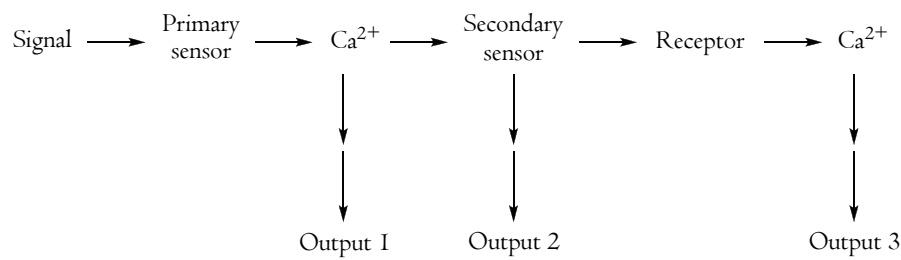 Signal
Primary
sensor
Ca²⁺
Secondary
sensor
Receptor
Ca²⁺
Output 1
Output 2
Output 3